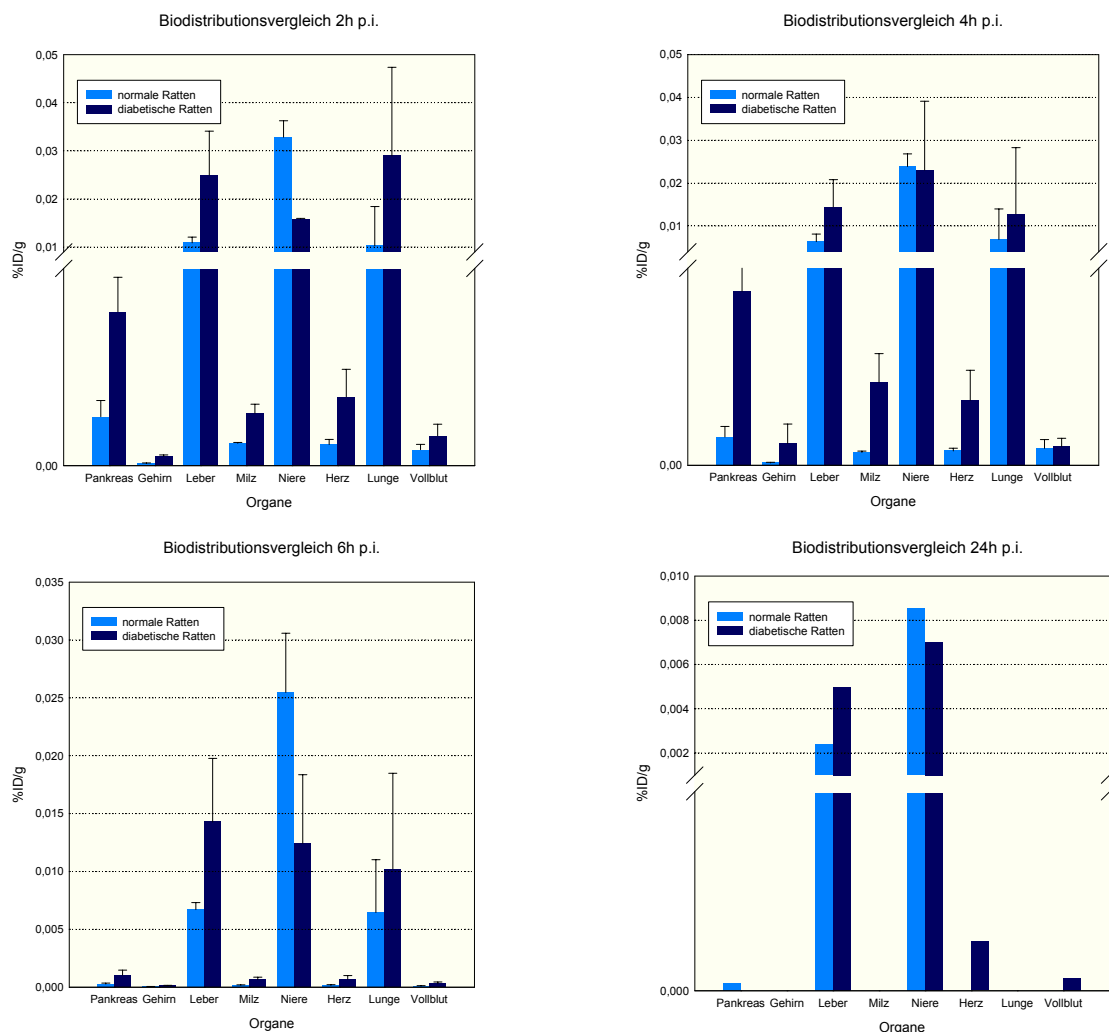 Biodistributionsvergleich 2h p.i.
0,05
0,04
0,03
0,02
0,01
0,00
%ID/g
normale Ratten
diabetische Ratten
Pankreas Gehirn Leber Milz Niere Herz Lunge Vollblut
Organe
Biodistributionsvergleich 4h p.i.
0,05
0,04
0,03
0,02
0,01
0,00
%ID/g
normale Ratten
diabetische Ratten
Pankreas Gehirn Leber Milz Niere Herz Lunge Vollblut
Organe
Biodistributionsvergleich 6h p.i.
0,035
0,030
0,025
0,020
0,015
0,010
0,005
0,000
%ID/g
normale Ratten
diabetische Ratten
Pankreas Gehirn Leber Milz Niere Herz Lunge Vollblut
Organe
Biodistributionsvergleich 24h p.i.
0,010
0,008
0,006
0,004
0,002
0,000
%ID/g
normale Ratten
diabetische Ratten
Pankreas Gehirn Leber Milz Niere Herz Lunge Vollblut
Organe